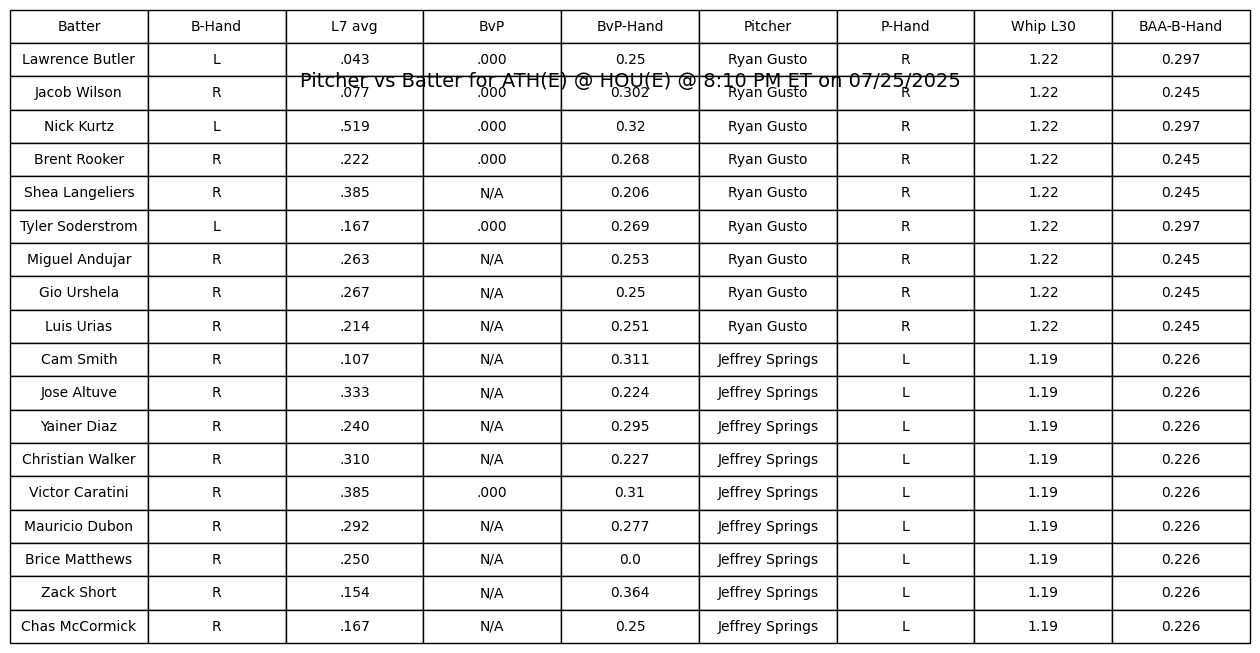 Batter B-Hand L7 avg BvP BvP-Hand Pitcher P-Hand Whip L30 BAA-B-Hand
Lawrence Butler L .043 .000 0.25 Ryan Gusto R 1.22 0.297
Pitcher vs Batter for ATH(E) @ HOU(E) @ 8:10 PM ET on 07/25/2025
Jacob Wilson R .077 .000 0.302 Ryan Gusto R 1.22 0.245
Nick Kurtz L .519 .000 0.32 Ryan Gusto R 1.22 0.297
Brent Rooker R .222 .000 0.268 Ryan Gusto R 1.22 0.245
Shea Langeliers R .385 N/A 0.206 Ryan Gusto R 1.22 0.245
Tyler Soderstrom L .167 .000 0.269 Ryan Gusto R 1.22 0.297
Miguel Andujar R .263 N/A 0.253 Ryan Gusto R 1.22 0.245
Gio Urshela R .267 N/A 0.25 Ryan Gusto R 1.22 0.245
Luis Urias R .214 N/A 0.251 Ryan Gusto R 1.22 0.245
Cam Smith R .107 N/A 0.311 Jeffrey Springs L 1.19 0.226
Jose Altuve R .333 N/A 0.224 Jeffrey Springs L 1.19 0.226
Yainer Diaz R .240 N/A 0.295 Jeffrey Springs L 1.19 0.226
Christian Walker R .310 N/A 0.227 Jeffrey Springs L 1.19 0.226
Victor Caratini R .385 .000 0.31 Jeffrey Springs L 1.19 0.226
Mauricio Dubon R .292 N/A 0.277 Jeffrey Springs L 1.19 0.226
Brice Matthews R .250 N/A 0.0 Jeffrey Springs L 1.19 0.226
Zack Short R .154 N/A 0.364 Jeffrey Springs L 1.19 0.226
Chas McCormick R .167 N/A 0.25 Jeffrey Springs L 1.19 0.226